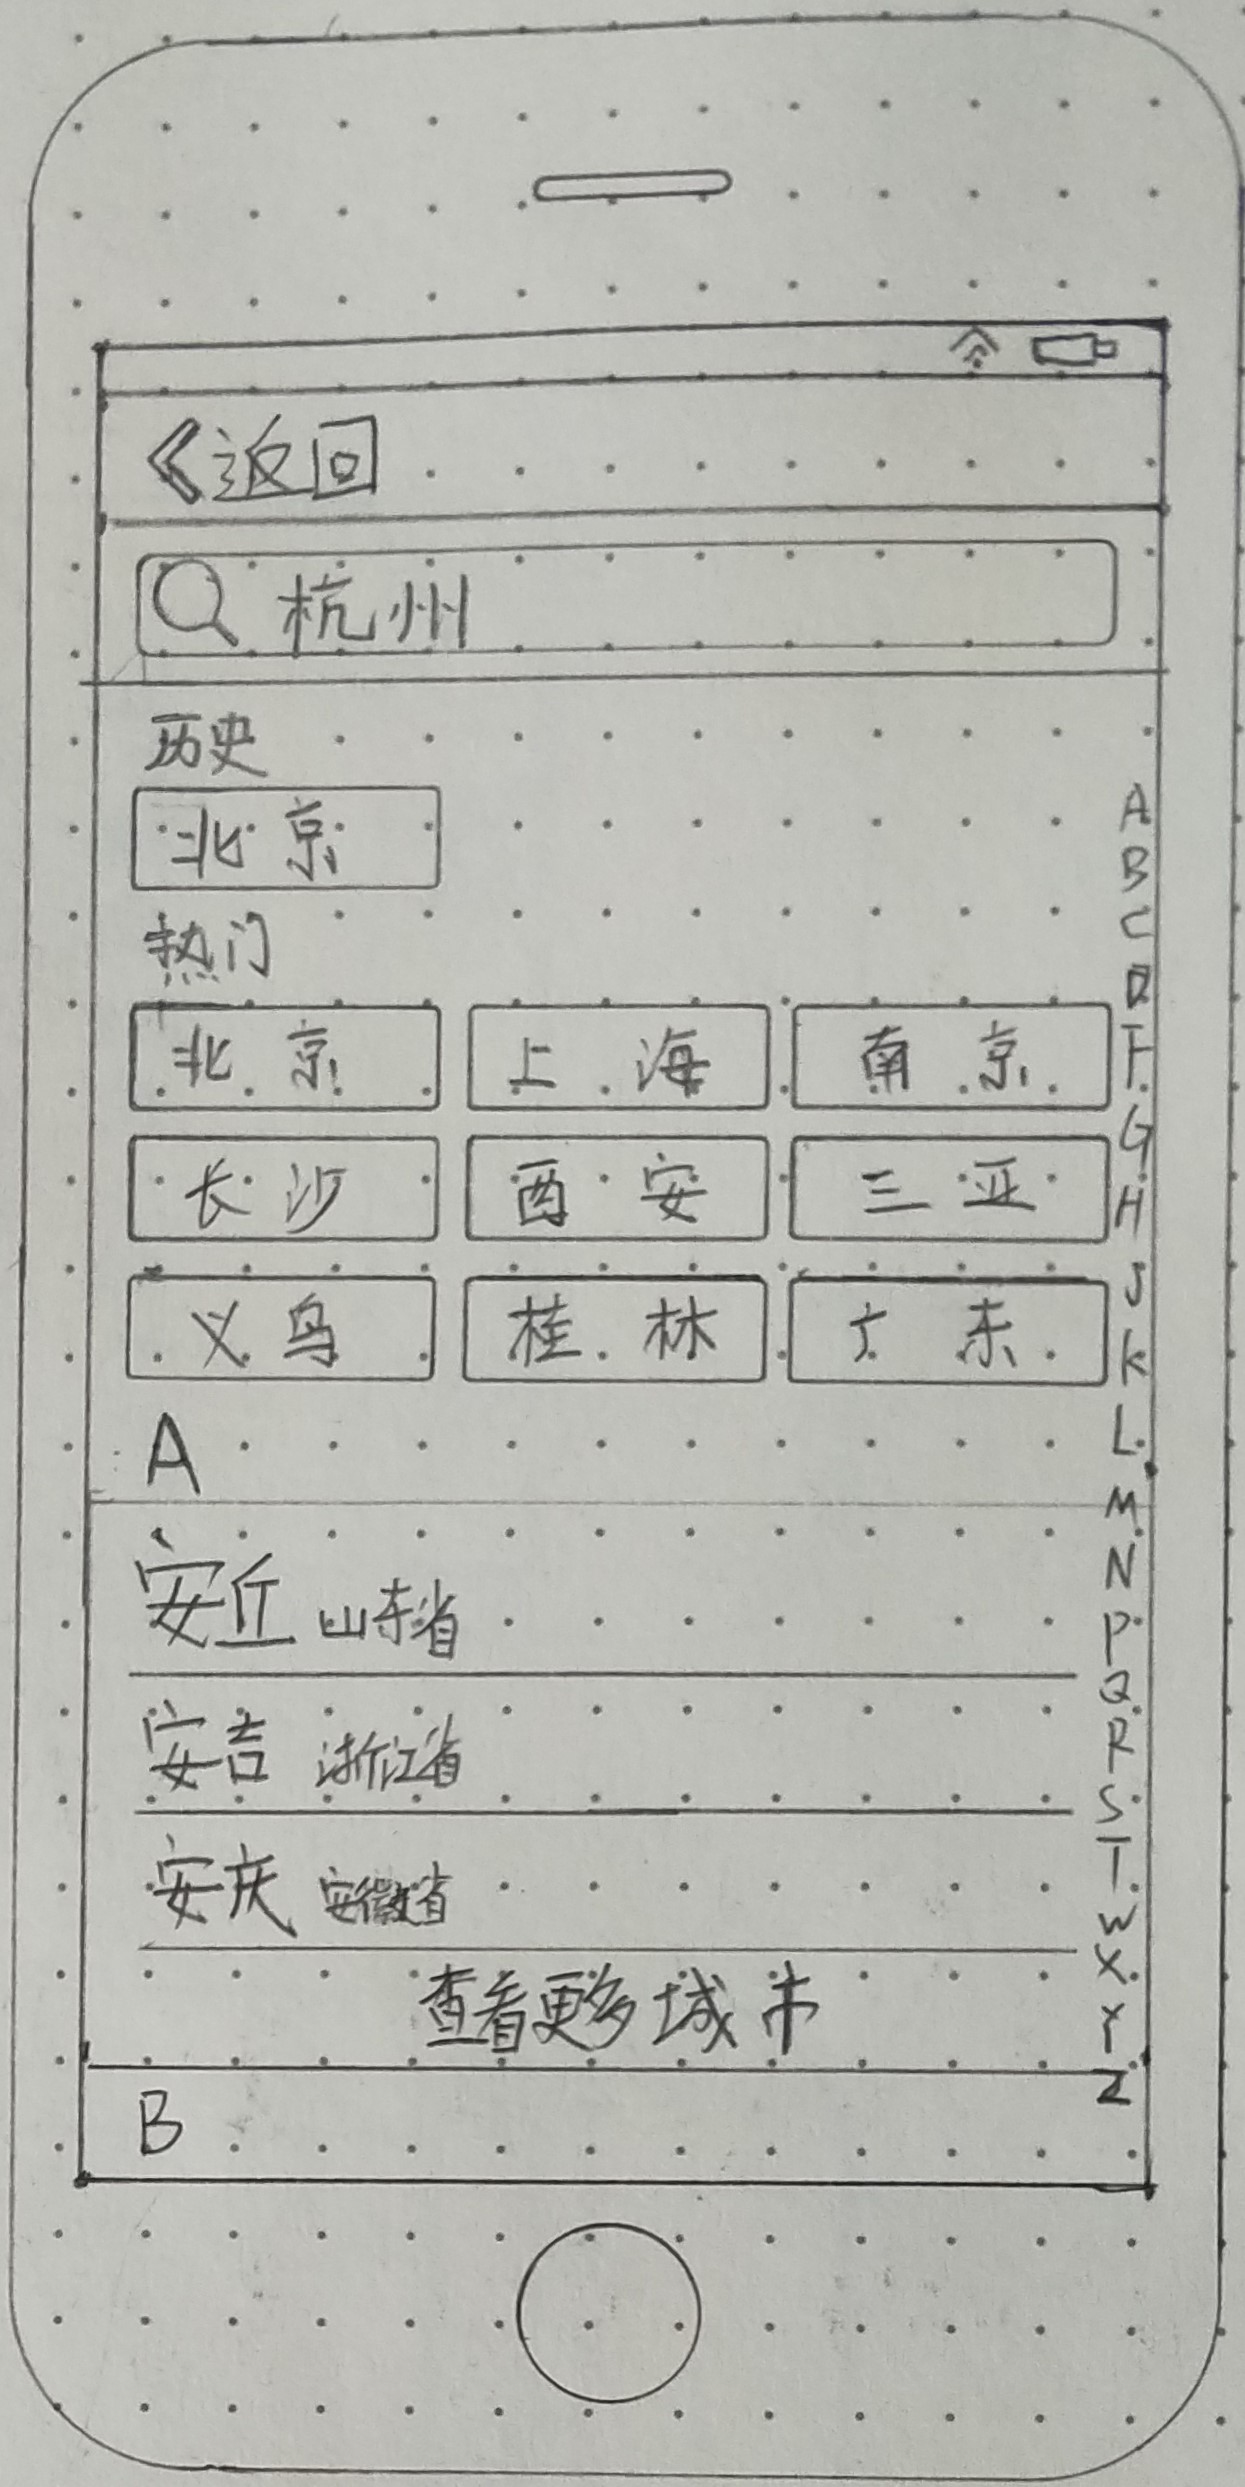 《返回
杭州
历史
北京
热门
北京 上海 南京
长沙 西安 三亚
义乌 桂林 广东
A
安丘 山东省
安吉 浙江省
安庆 安徽省
查看更多城市
B
A
B
C
D
F
G
H
J
K
L
M
N
P
Q
R
S
T
W
X
Y
Z